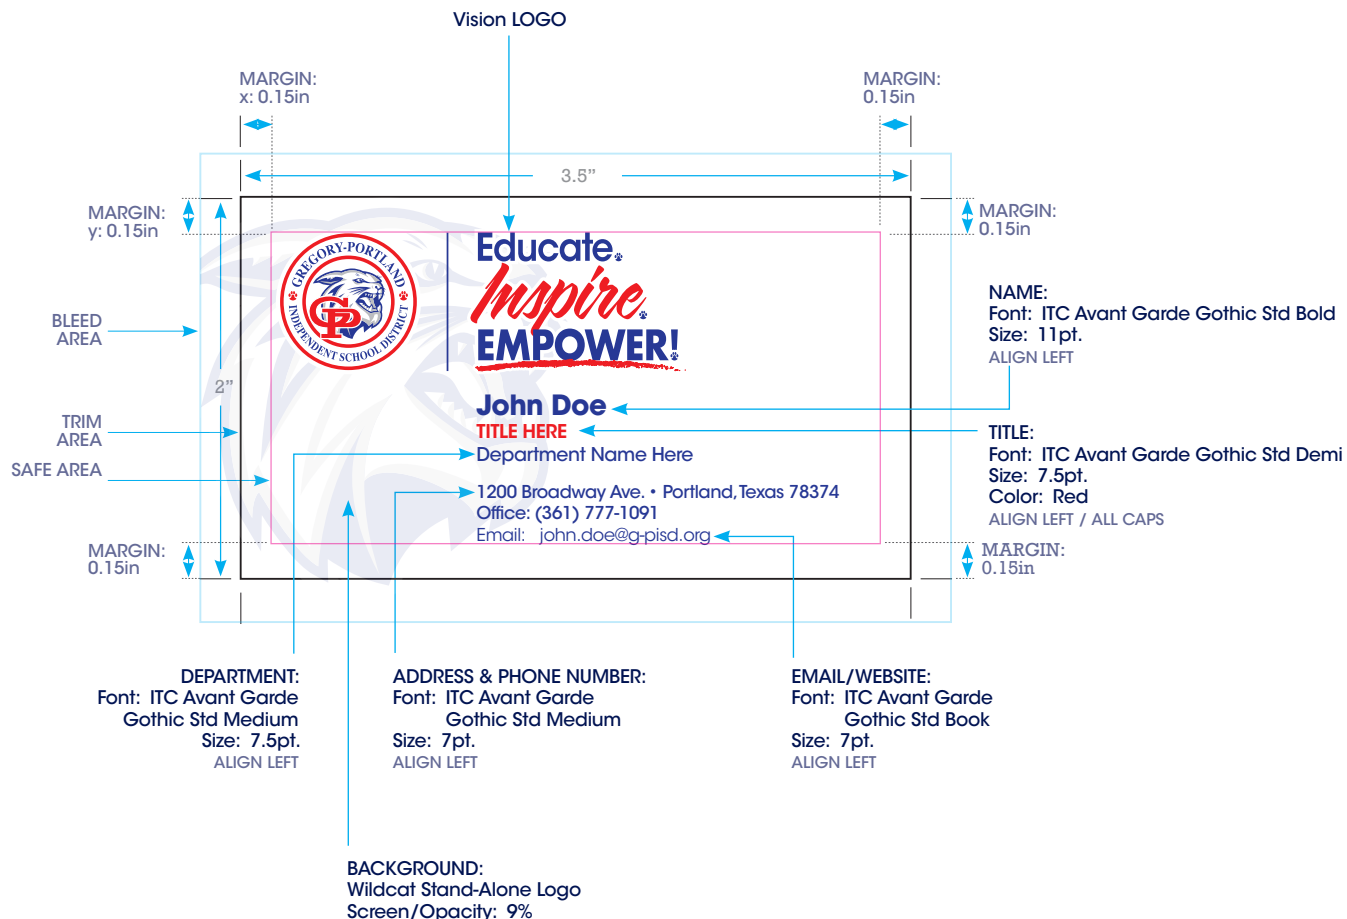 Vision LOGO
MARGIN:
x: 0.15in
MARGIN:
0.15in
3.5”
MARGIN:
y: 0.15in
MARGIN:
0.15in
GREGORY-PORTLAND
INDEPENDENT SCHOOL DISTRICT
GP
Educate.
Inspire.
EMPOWER!
BLEED
AREA
2”
TRIM
AREA
SAFE AREA
John Doe
TITLE HERE
Department Name Here
1200 Broadway Ave. • Portland, Texas 78374
Office: (361) 777-1091
Email: john.doe@g-pisd.org
NAME:
Font: ITC Avant Garde Gothic Std Bold
Size: 11pt.
ALIGN LEFT
TITLE:
Font: ITC Avant Garde Gothic Std Demi
Size: 7.5pt.
Color: Red
ALIGN LEFT / ALL CAPS
MARGIN:
0.15in
MARGIN:
0.15in
DEPARTMENT:
Font: ITC Avant Garde
Gothic Std Medium
Size: 7.5pt.
ALIGN LEFT
ADDRESS & PHONE NUMBER:
Font: ITC Avant Garde
Gothic Std Medium
Size: 7pt.
ALIGN LEFT
EMAIL/WEBSITE:
Font: ITC Avant Garde
Gothic Std Book
Size: 7pt.
ALIGN LEFT
BACKGROUND:
Wildcat Stand-Alone Logo
Screen/Opacity: 9%